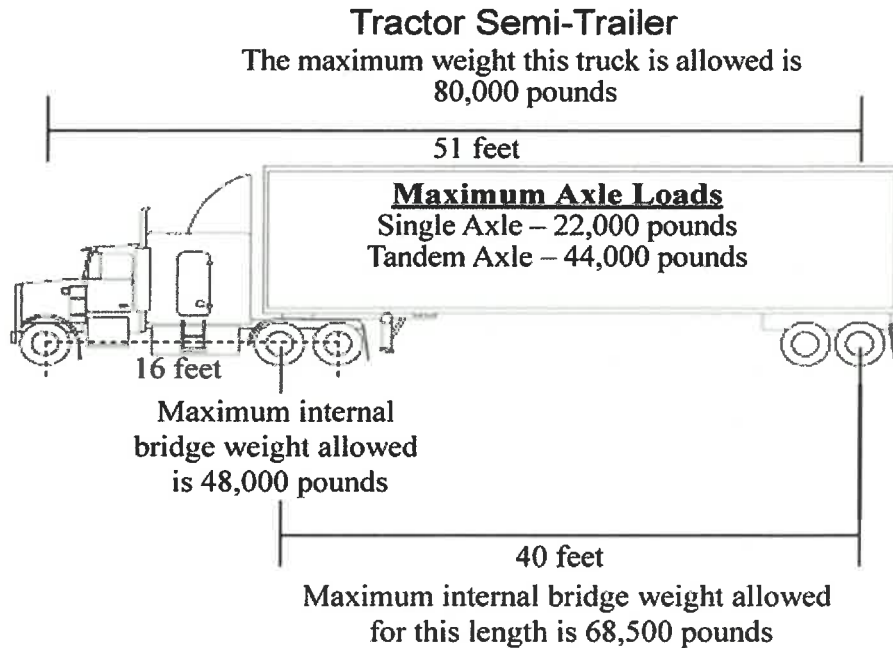 Tractor Semi-Trailer
The maximum weight this truck is allowed is
80,000 pounds
51 feet
Maximum Axle Loads
Single Axle – 22,000 pounds
Tandem Axle – 44,000 pounds
16 feet
Maximum internal
bridge weight allowed
is 48,000 pounds
40 feet
Maximum internal bridge weight allowed
for this length is 68,500 pounds